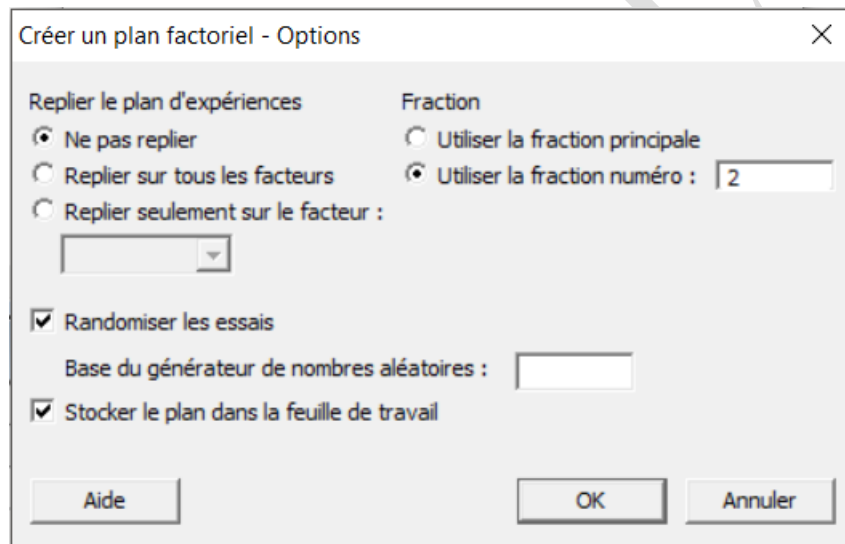 Créer un plan factoriel - Options
Replier le plan d'expériences
Ne pas replier
Replier sur tous les facteurs
Replier seulement sur le facteur :
Fraction
Utiliser la fraction principale
Utiliser la fraction numéro : 2
Randomiser les essais
Base du générateur de nombres aléatoires :
Stocker le plan dans la feuille de travail
Aide
OK
Annuler